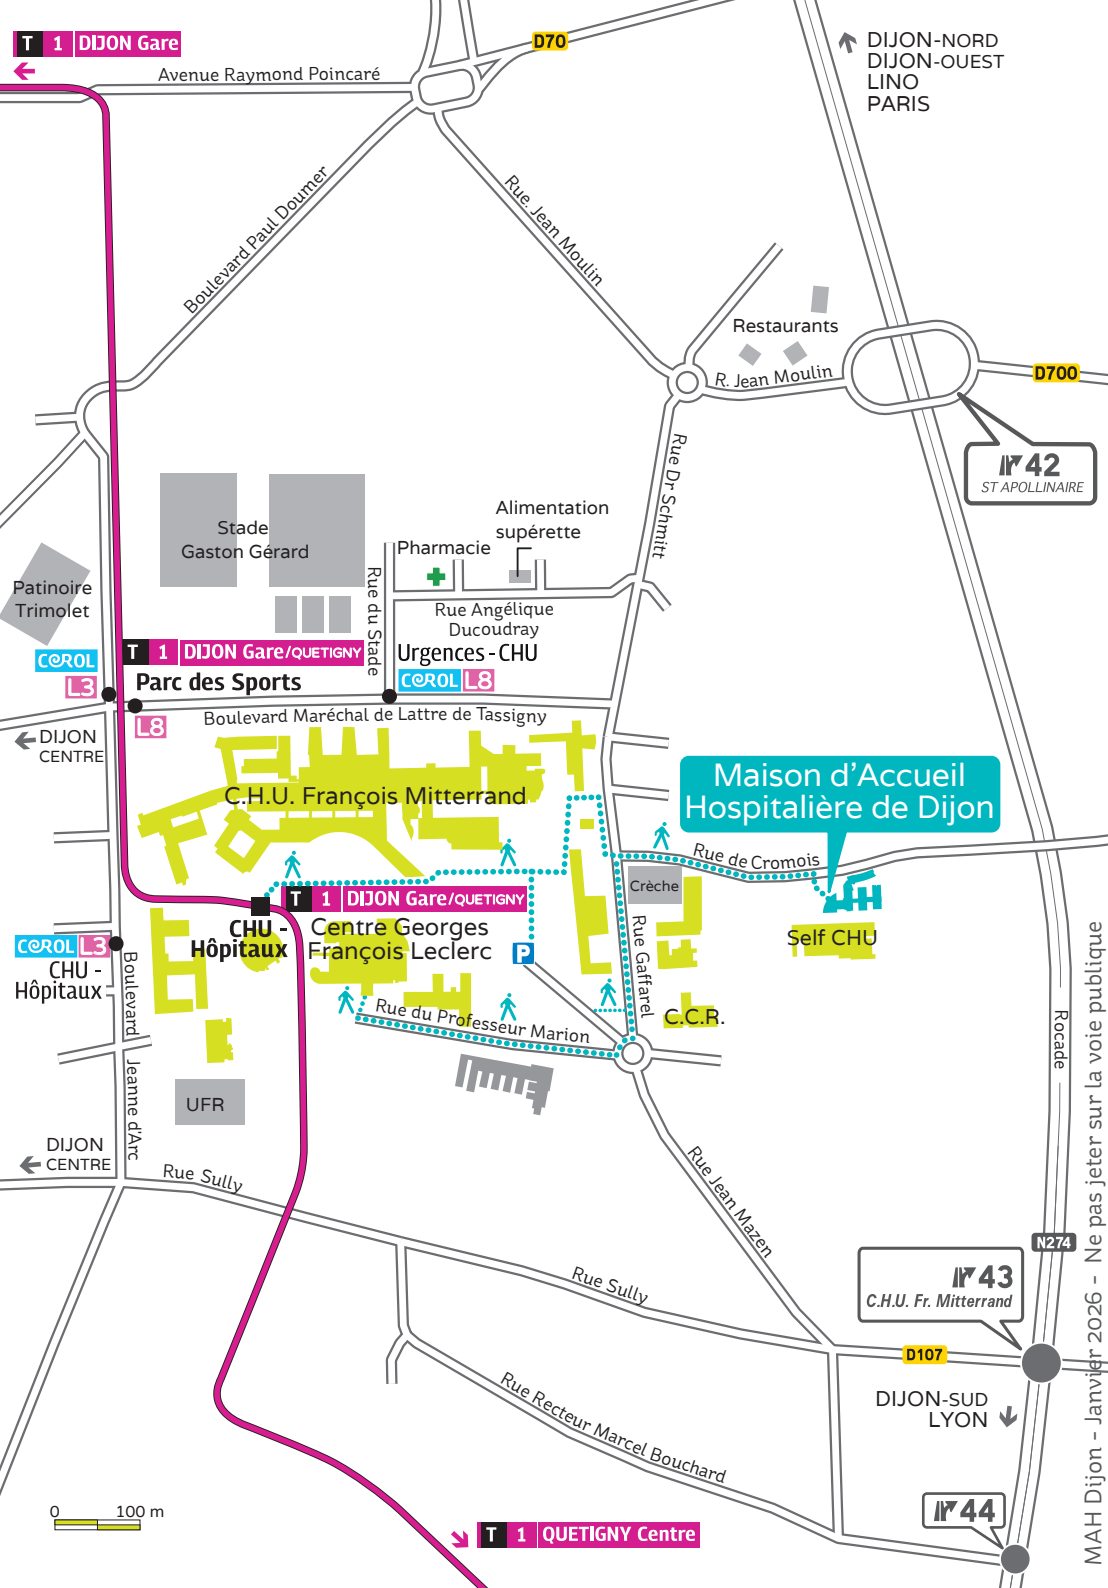 T 1 DIJON Gare
Avenue Raymond Poincaré
D70
DIJON-NORD
DIJON-OUEST
LINO
PARIS
Boulevard Paul Doumer
Rue. Jean Moulin
Restaurants
R. Jean Moulin
D700
42
ST APOLLINAIRE
Rue Dr Schmitt
Stade
Gaston Gérard
Alimentation
supérette
Pharmacie
Patinoire
Trimolet
Rue du Stade
Rue Angélique
Ducoudray
T 1 DIJON Gare/QUETIGNY
Parc des Sports
Urgences - CHU
COROL L8
COROL
L3
L8
Boulevard Maréchal de Lattre de Tassigny
DIJON
CENTRE
C.H.U. François Mitterrand
Maison d'Accueil
Hospitalière de Dijon
Rue de Cromois
Crèche
T 1 DIJON Gare/QUETIGNY
CHU -
Hôpitaux
Centre Georges
François Leclerc
P
Self CHU
Rue Gaffarel
C.C.R.
COROL L3
CHU -
Hôpitaux
Boulevard Jeanne d'Arc
Rue du Professeur Marion
UFR
Rocade
DIJON
CENTRE
Rue Sully
Rue Jean Mazen
N274
43
C.H.U. Fr. Mitterrand
Rue Sully
D107
DIJON-SUD
LYON
Rue Recteur Marcel Bouchard
44
0 100 m
T 1 QUETIGNY Centre
MAH Dijon - Janvier 2026 - Ne pas jeter sur la voie publique